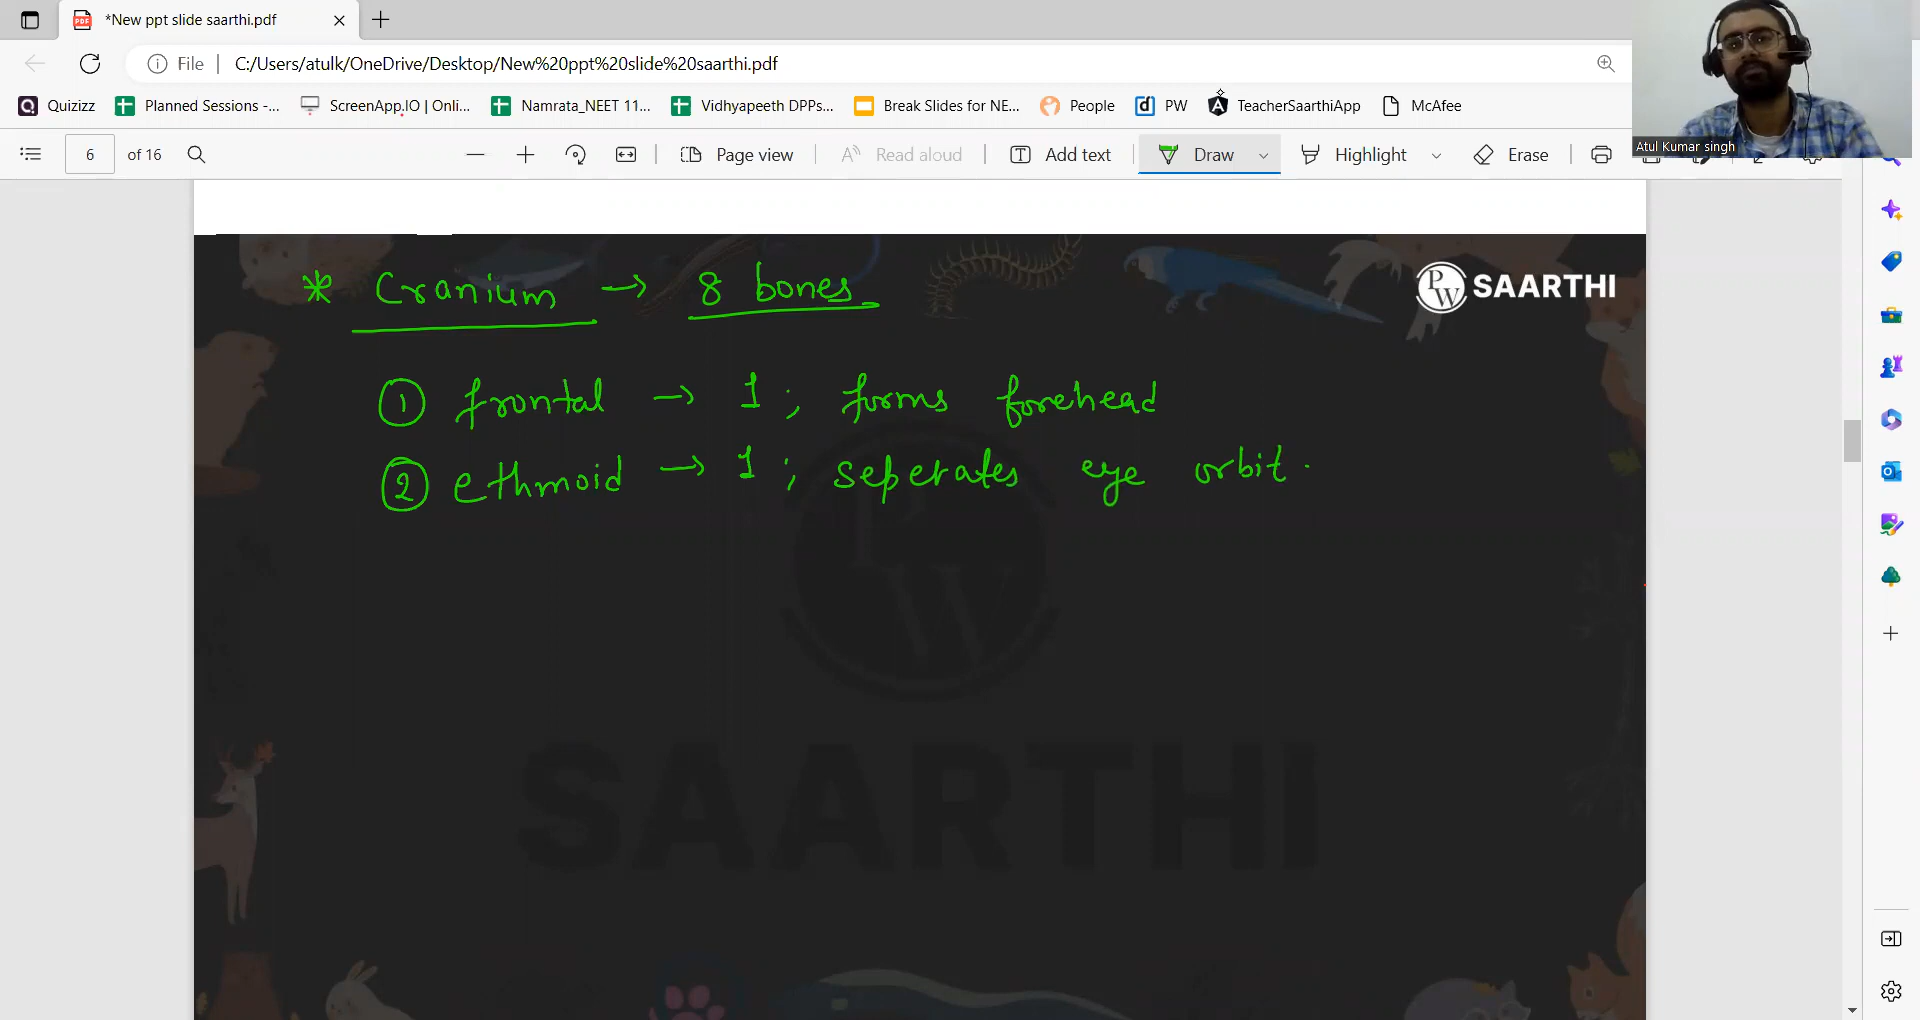 *New ppt slide saarthi.pdf
File C:/Users/atulk/OneDrive/Desktop/New%20ppt%20slide%20saarthi.pdf
Quizizz Planned Sessions -... ScreenApp.IO | Onli... Namrata_NEET 11... Vidhyapeeth DPPs... Break Slides for NE... People PW TeacherSaarthiApp McAfee
Atul Kumar singh
6 of 16 Page view Read aloud Add text Draw Highlight Erase
* Cranium → 8 bones
PW SAARTHI
① frontal → 1 ; forms forehead
② ethmoid → 1 ; seperates eye orbit .
PW
SAARTHI